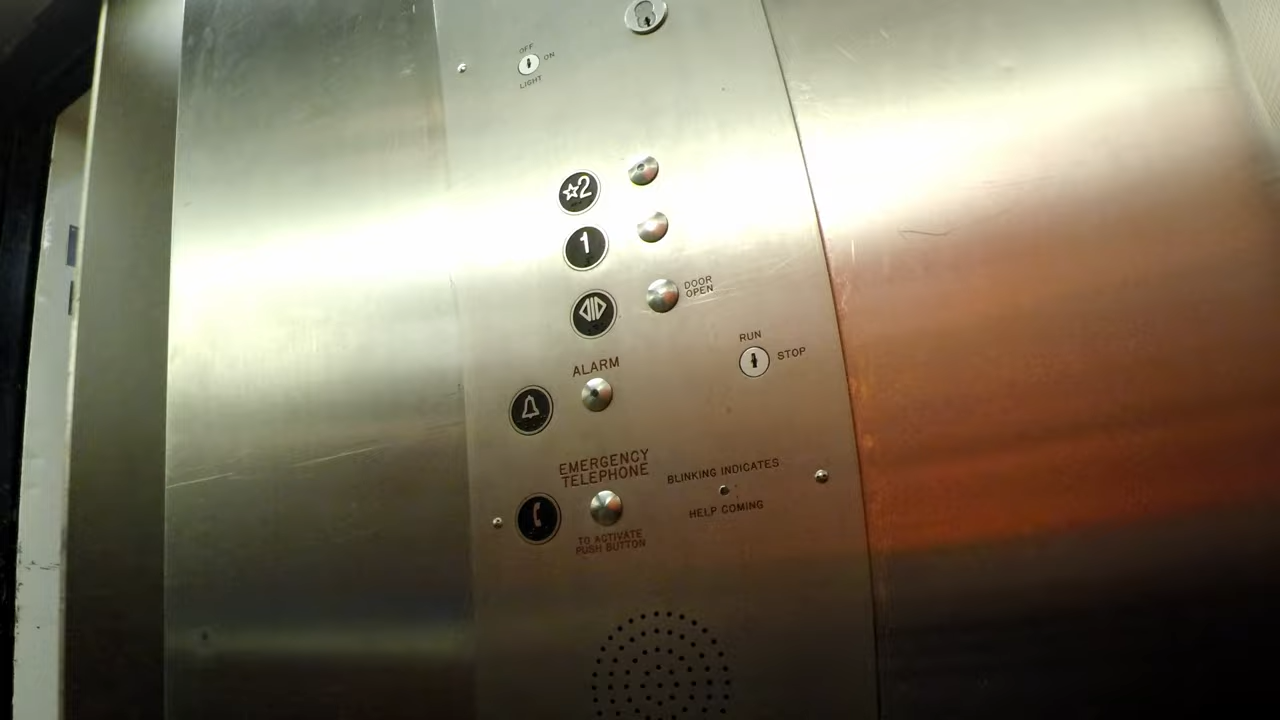 OFF
ON
LIGHT
☆2
1
DOOR
OPEN
RUN
STOP
ALARM
EMERGENCY
TELEPHONE
TO ACTIVATE
PUSH BUTTON
BLINKING INDICATES
HELP COMING